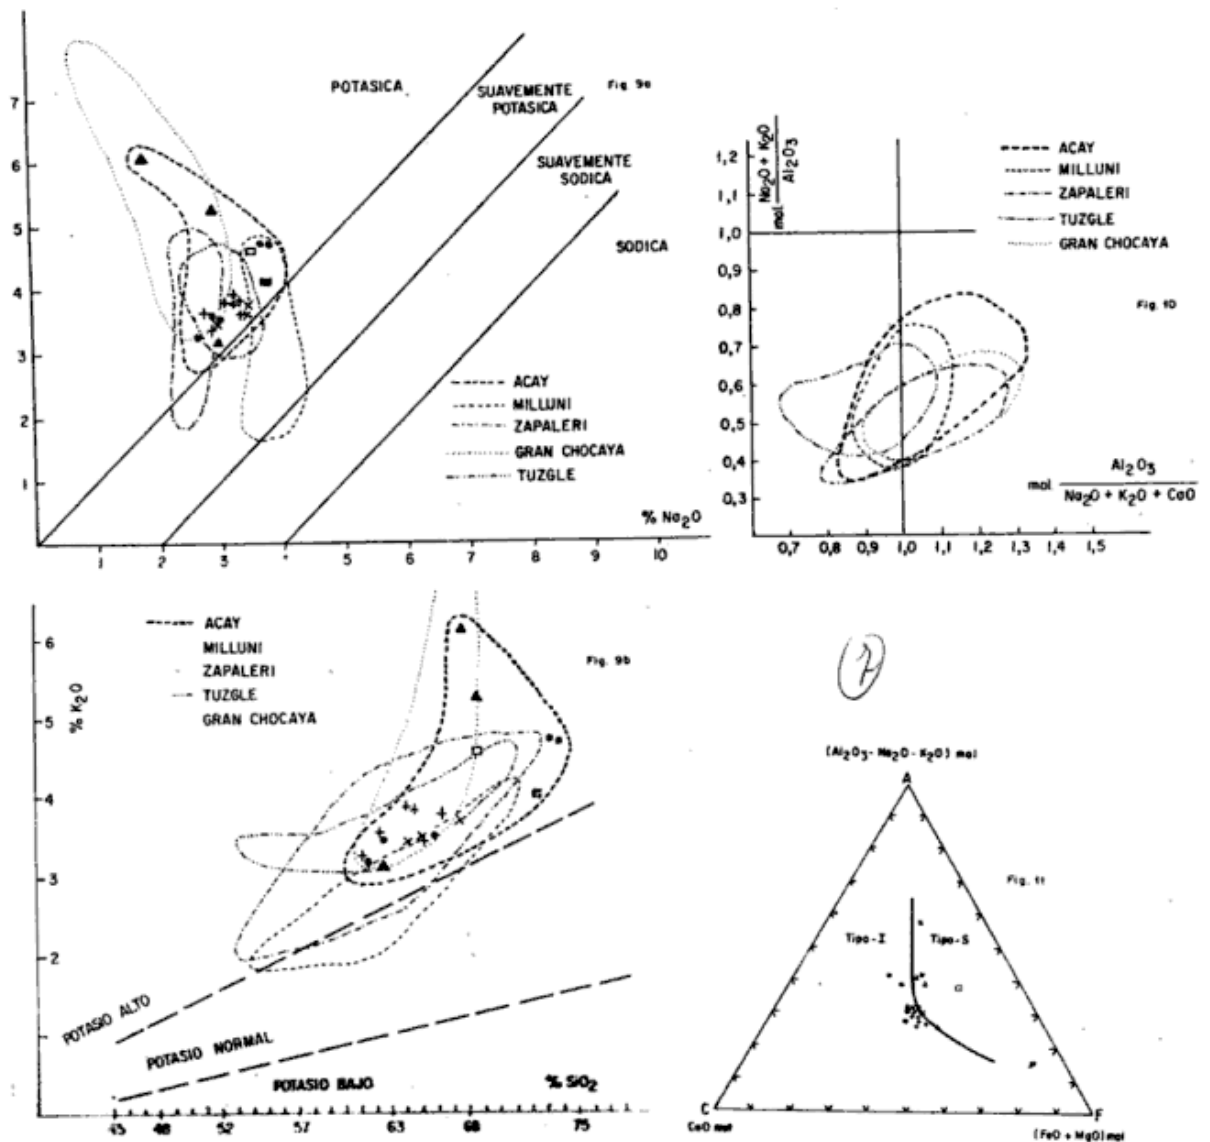 POTASICA
SUAVEMENTE
POTASICA
Fig 9a
SUAVEMENTE
SODICA
SODICA
7
6
5
4
3
2
1
ACAY
MILLUNI
ZAPALERI
GRAN CHOCAYA
TUZGLE
% Na2O
1 2 3 5 6 7 8 9 10
mol Na2O + K2O
Al2O3
1,2
1,1
1,0
0,9
0,8
0,7
0,6
0,5
0,4
0,3
ACAY
MILLUNI
ZAPALERI
TUZGLE
GRAN CHOCAYA
Fig. 10
mol Al2O3
Na2O + K2O + CaO
0,7 0,8 0,9 1,0 1,1 1,2 1,3 1,4 1,5
ACAY
MILLUNI
ZAPALERI
TUZGLE
GRAN CHOCAYA
Fig. 9b
% K2O
6
5
4
3
2
POTASIO ALTO
POTASIO NORMAL
POTASIO BAJO
% SiO2
45 48 52 57 63 68 75
7
(Al2O3-Na2O-K2O) mol
A
Fig. 11
Tipo-I
Tipo-S
C
F
CaO mol
(FeO + MgO) mol